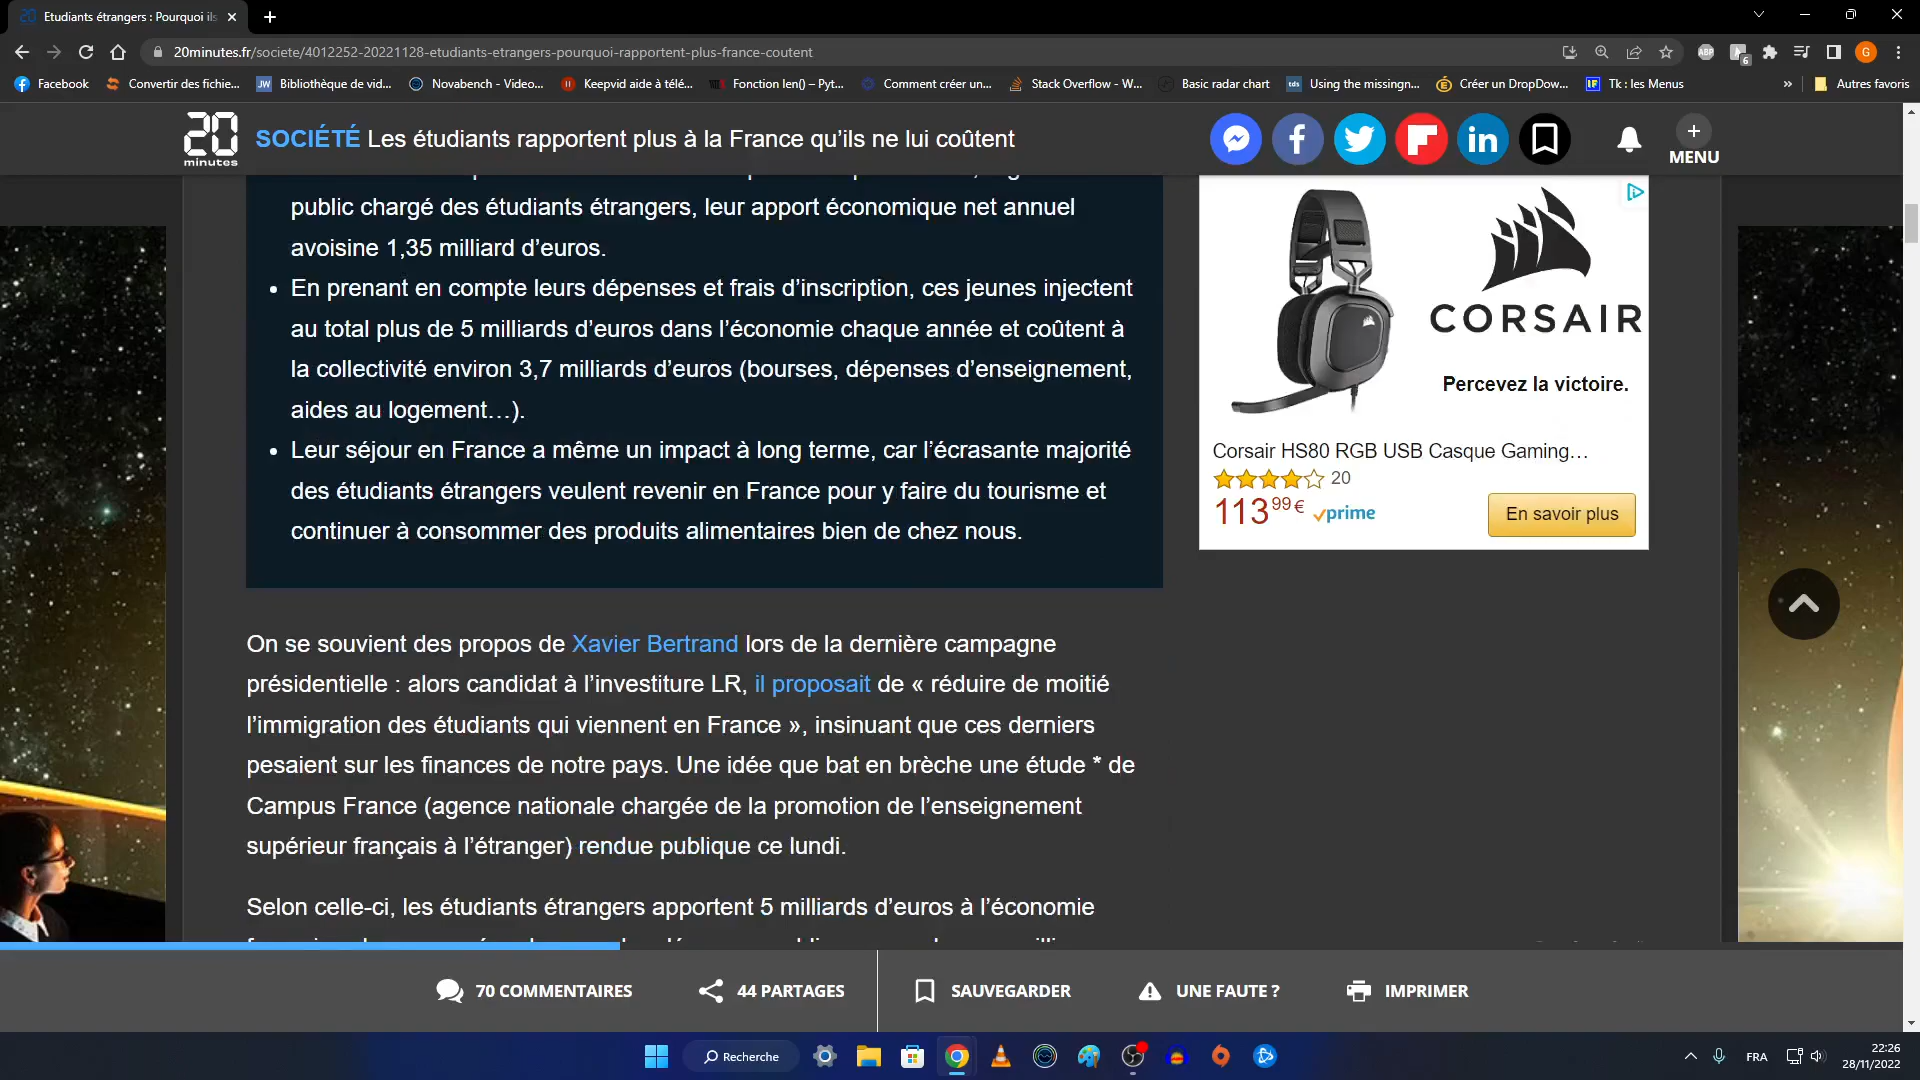 Etudiants étrangers : Pourquoi ils
20minutes.fr/societe/4012252-20221128-etudiants-etrangers-pourquoi-rapportent-plus-france-coutent
ABP
6
G
Facebook
Convertir des fichie...
JW
Bibliothèque de vid...
Novabench - Video...
Keepvid aide à télé...
Fonction len() – Pyt...
Comment créer un...
Stack Overflow - W...
Basic radar chart
tds
Using the missingn...
Créer un DropDow...
Tk : les Menus
»
Autres favoris
20 minutes
SOCIÉTÉ Les étudiants rapportent plus à la France qu’ils ne lui coûtent
MENU
public chargé des étudiants étrangers, leur apport économique net annuel
avoisine 1,35 milliard d’euros.
• En prenant en compte leurs dépenses et frais d’inscription, ces jeunes injectent
au total plus de 5 milliards d’euros dans l’économie chaque année et coûtent à
la collectivité environ 3,7 milliards d’euros (bourses, dépenses d’enseignement,
aides au logement…).
• Leur séjour en France a même un impact à long terme, car l’écrasante majorité
des étudiants étrangers veulent revenir en France pour y faire du tourisme et
continuer à consommer des produits alimentaires bien de chez nous.
CORSAIR
Percevez la victoire.
Corsair HS80 RGB USB Casque Gaming…
20
113 99 € prime
En savoir plus
On se souvient des propos de Xavier Bertrand lors de la dernière campagne
présidentielle : alors candidat à l’investiture LR, il proposait de « réduire de moitié
l’immigration des étudiants qui viennent en France », insinuant que ces derniers
pesaient sur les finances de notre pays. Une idée que bat en brèche une étude * de
Campus France (agence nationale chargée de la promotion de l’enseignement
supérieur français à l’étranger) rendue publique ce lundi.
Selon celle-ci, les étudiants étrangers apportent 5 milliards d’euros à l’économie
70 COMMENTAIRES
44 PARTAGES
SAUVEGARDER
UNE FAUTE ?
IMPRIMER
Recherche
FRA
22:26
28/11/2022